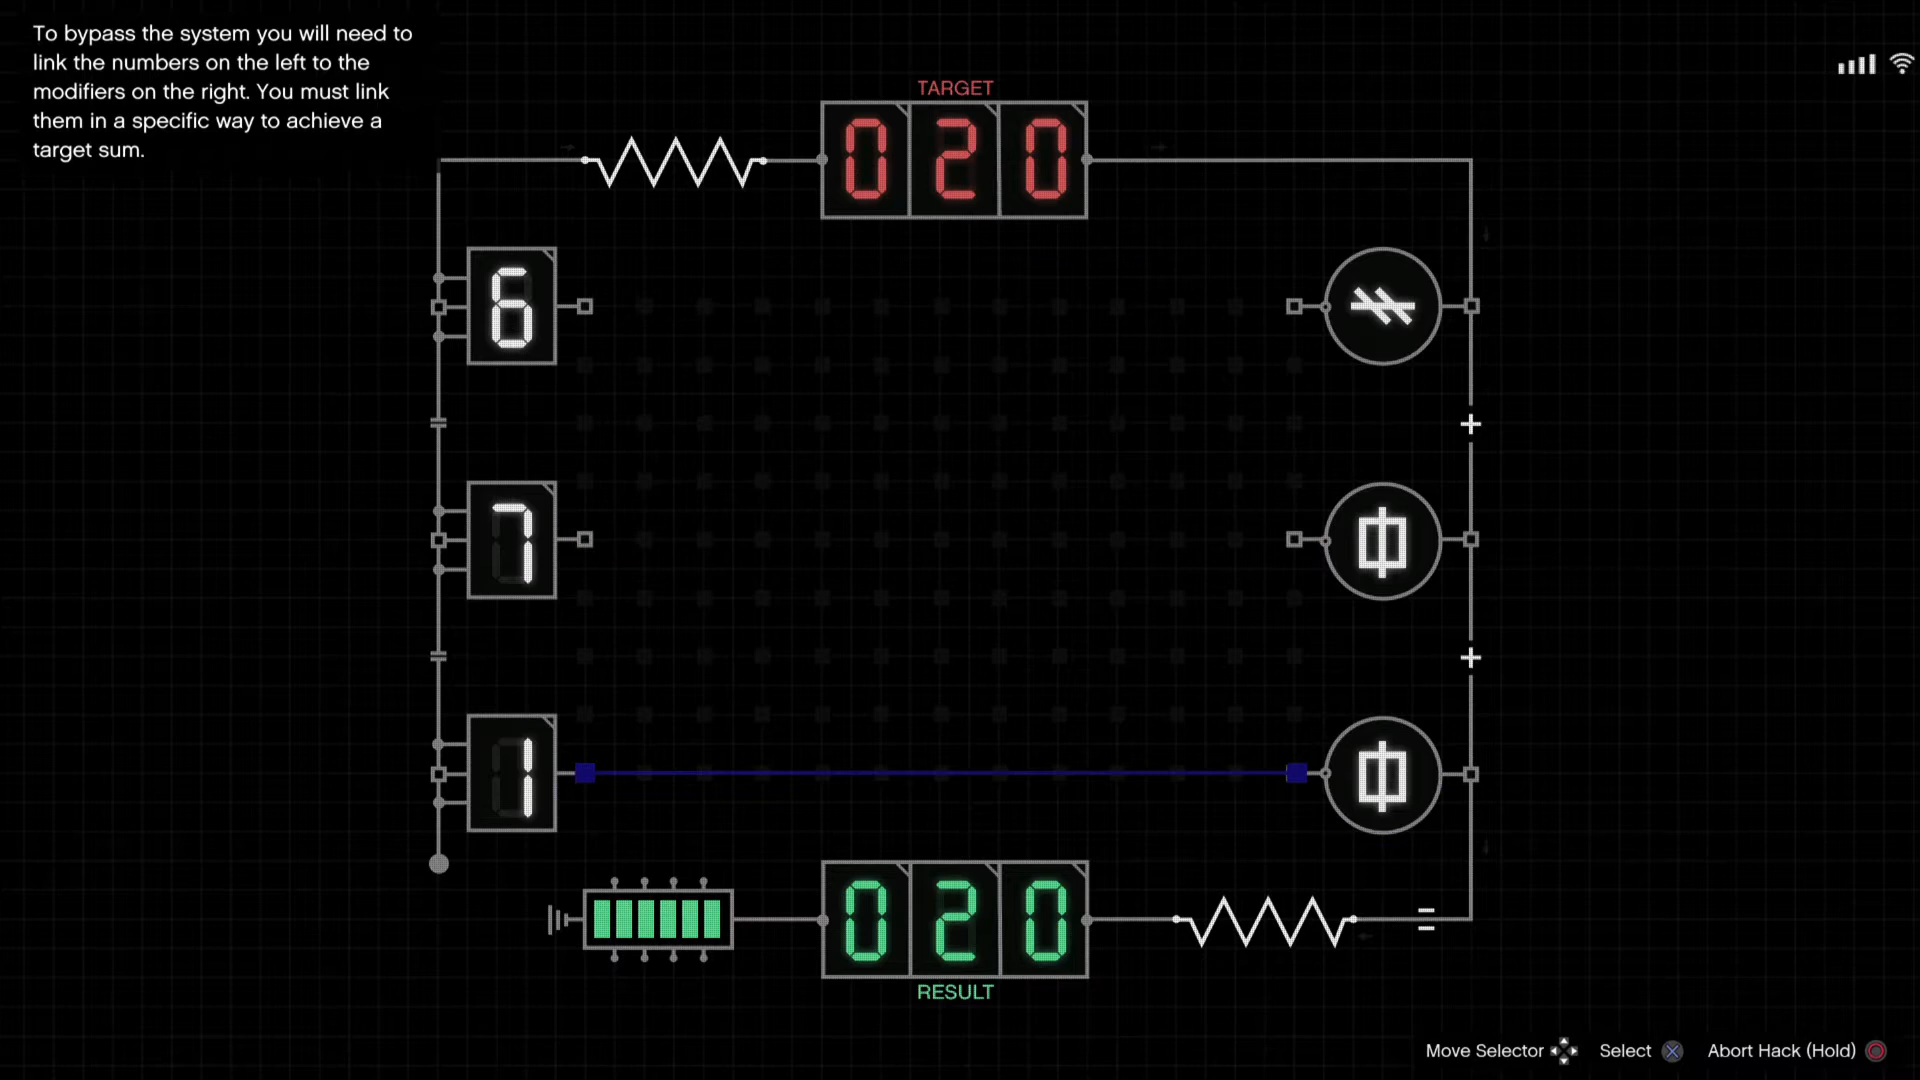 To bypass the system you will need to
link the numbers on the left to the
modifiers on the right. You must link
them in a specific way to achieve a
target sum.
TARGET
020
6
+
7
+
1
020
=
RESULT
Move Selector Select Abort Hack (Hold)